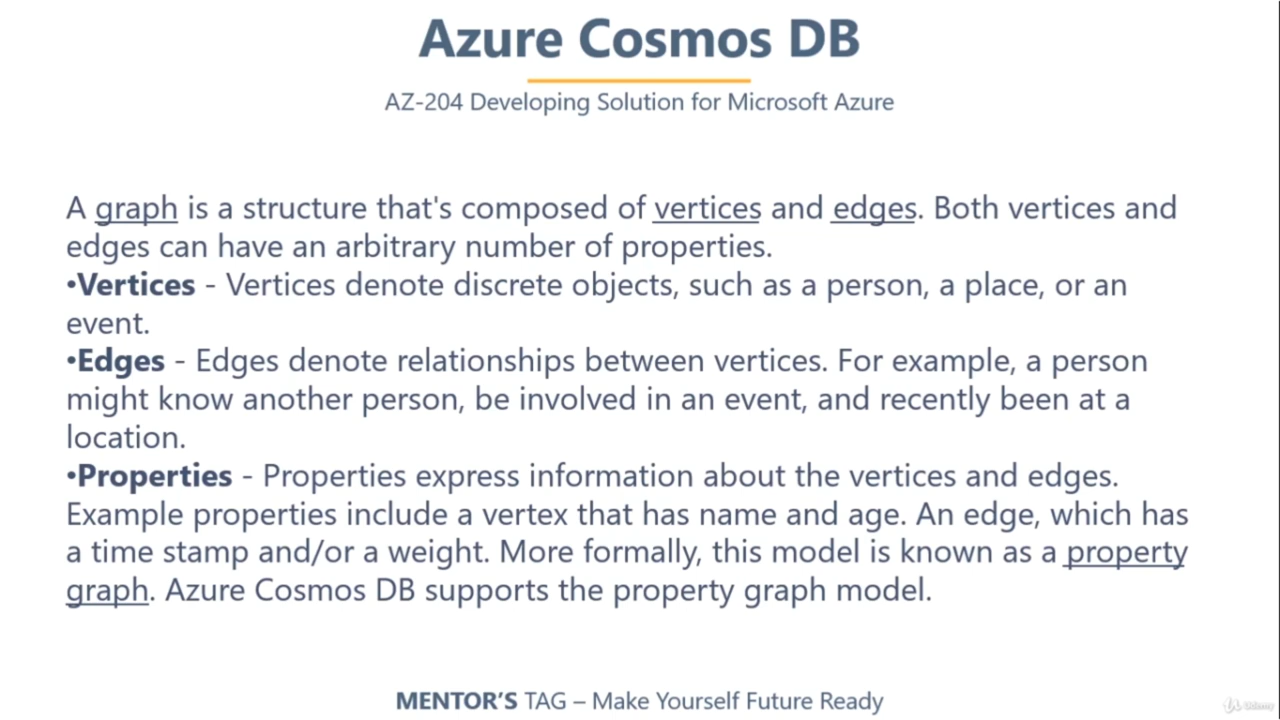 Azure Cosmos DB
AZ-204 Developing Solution for Microsoft Azure
A graph is a structure that's composed of vertices and edges. Both vertices and
edges can have an arbitrary number of properties.
•Vertices - Vertices denote discrete objects, such as a person, a place, or an
event.
•Edges - Edges denote relationships between vertices. For example, a person
might know another person, be involved in an event, and recently been at a
location.
•Properties - Properties express information about the vertices and edges.
Example properties include a vertex that has name and age. An edge, which has
a time stamp and/or a weight. More formally, this model is known as a property
graph. Azure Cosmos DB supports the property graph model.
MENTOR'S TAG – Make Yourself Future Ready
Udemy